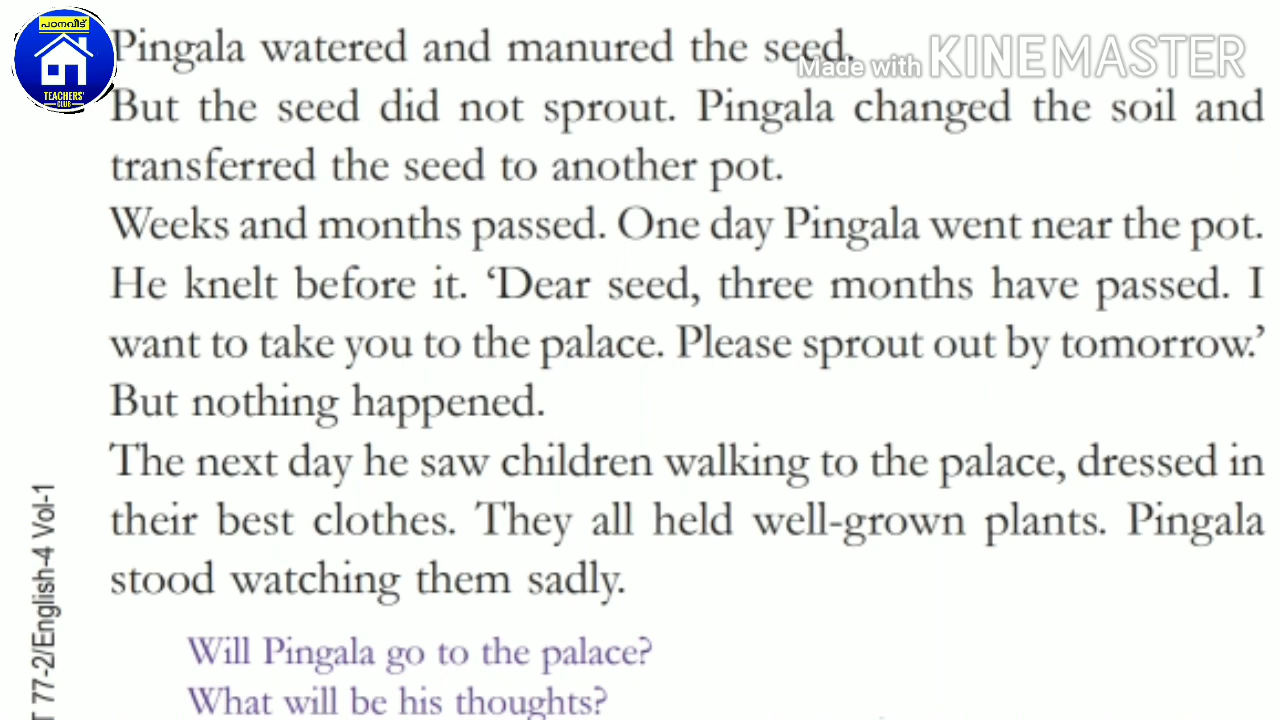 പഠനവീട്
TEACHERS'
CLUB
Made with KINEMASTER
Pingala watered and manured the seed.
But the seed did not sprout. Pingala changed the soil and
transferred the seed to another pot.
Weeks and months passed. One day Pingala went near the pot.
He knelt before it. ‘Dear seed, three months have passed. I
want to take you to the palace. Please sprout out by tomorrow.’
But nothing happened.
The next day he saw children walking to the palace, dressed in
their best clothes. They all held well-grown plants. Pingala
stood watching them sadly.
Will Pingala go to the palace?
What will be his thoughts?
T 77-2/English-4 Vol-1